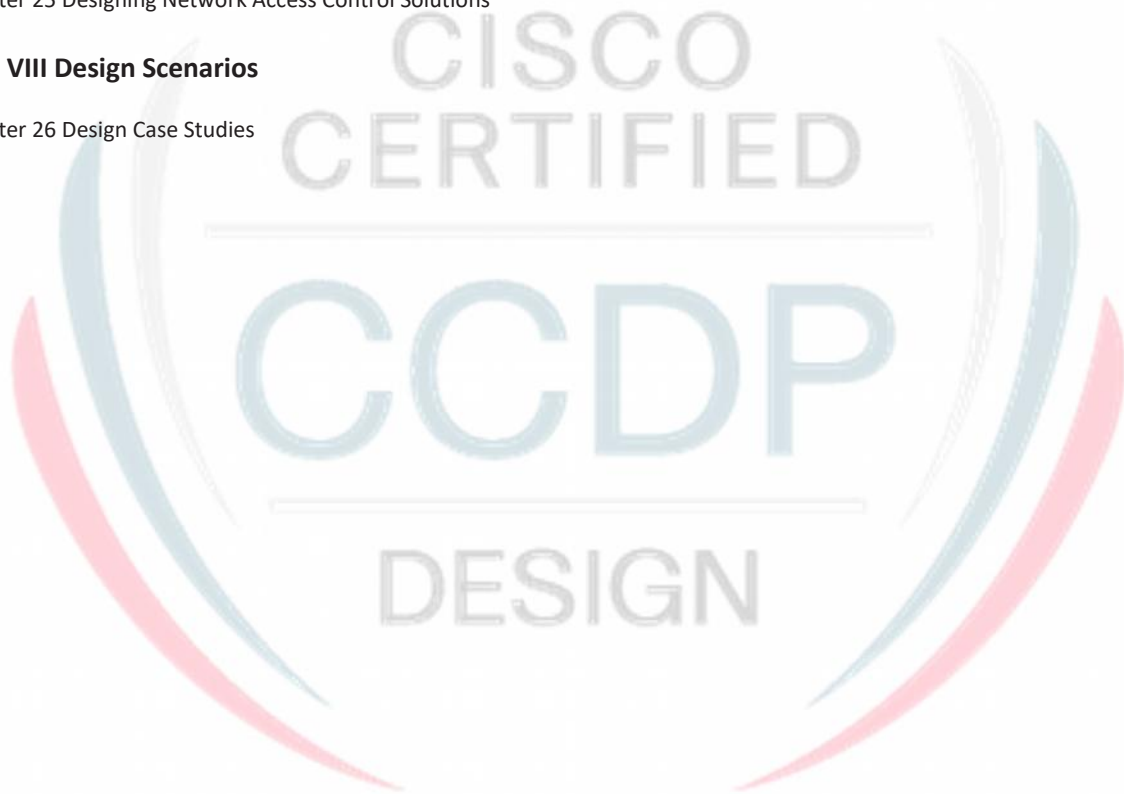 ter 25 Designing Network Access Control Solutions
VIII Design Scenarios
ter 26 Design Case Studies
CISCO
CERTIFIED
CCDP
DESIGN